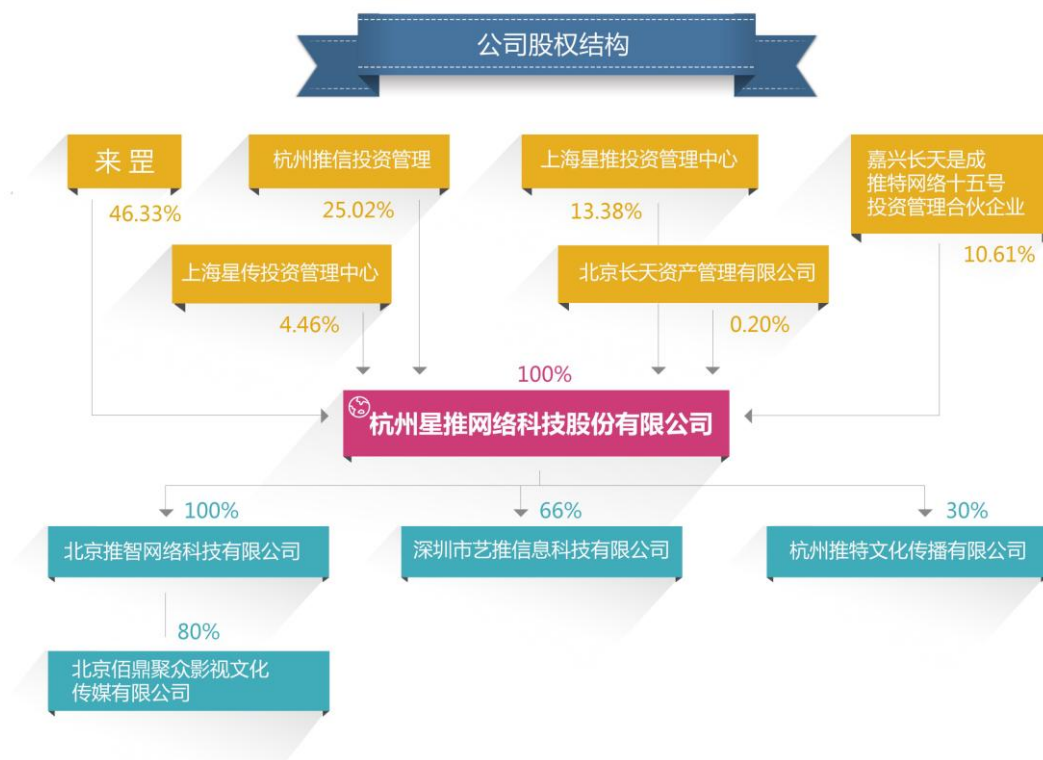 公司股权结构
来罡
46.33%
杭州推信投资管理
25.02%
上海星推投资管理中心
13.38%
嘉兴长天是成
推特网络十五号
投资管理合伙企业
10.61%
上海星传投资管理中心
4.46%
北京长天资产管理有限公司
0.20%
100%
杭州星推网络科技股份有限公司
100%
北京推智网络科技有限公司
66%
深圳市艺推信息科技有限公司
30%
杭州推特文化传播有限公司
80%
北京佰鼎聚众影视文化
传媒有限公司